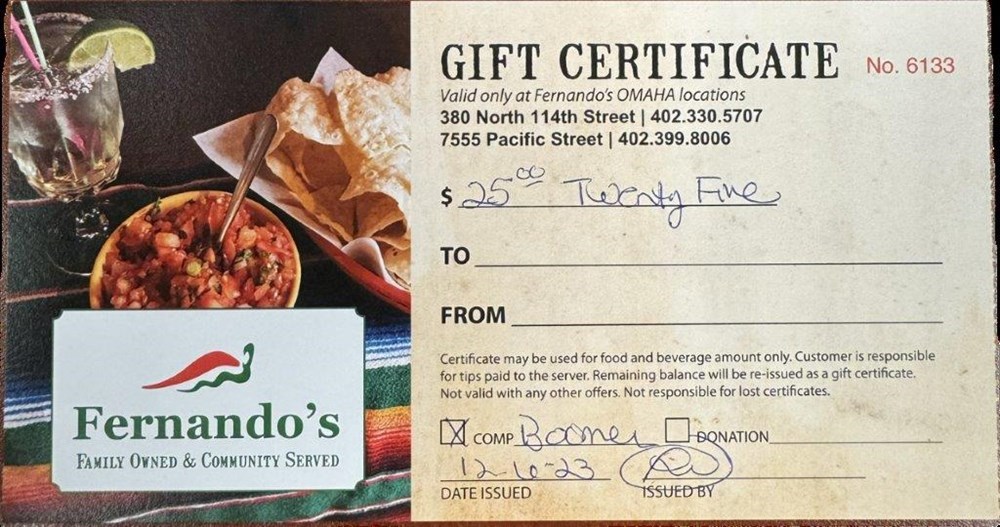 GIFT CERTIFICATE No. 6133
Valid only at Fernando's OMAHA locations
380 North 114th Street | 402.330.5707
7555 Pacific Street | 402.399.8006
$ 25 00 Twenty Five
TO
FROM
Certificate may be used for food and beverage amount only. Customer is responsible
for tips paid to the server. Remaining balance will be re-issued as a gift certificate.
Not valid with any other offers. Not responsible for lost certificates.
COMP Boomer DONATION
12-6-23
DATE ISSUED ISSUED BY
Fernando's
FAMILY OWNED & COMMUNITY SERVED